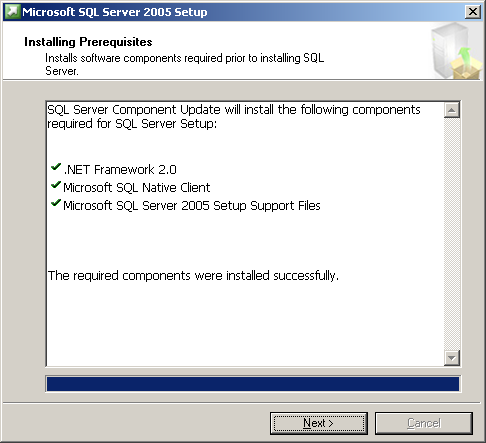 Microsoft SQL Server 2005 Setup
Installing Prerequisites
Installs software components required prior to installing SQL
Server.
SQL Server Component Update will install the following components
required for SQL Server Setup:
.NET Framework 2.0
Microsoft SQL Native Client
Microsoft SQL Server 2005 Setup Support Files
The required components were installed successfully.
Next >
Cancel